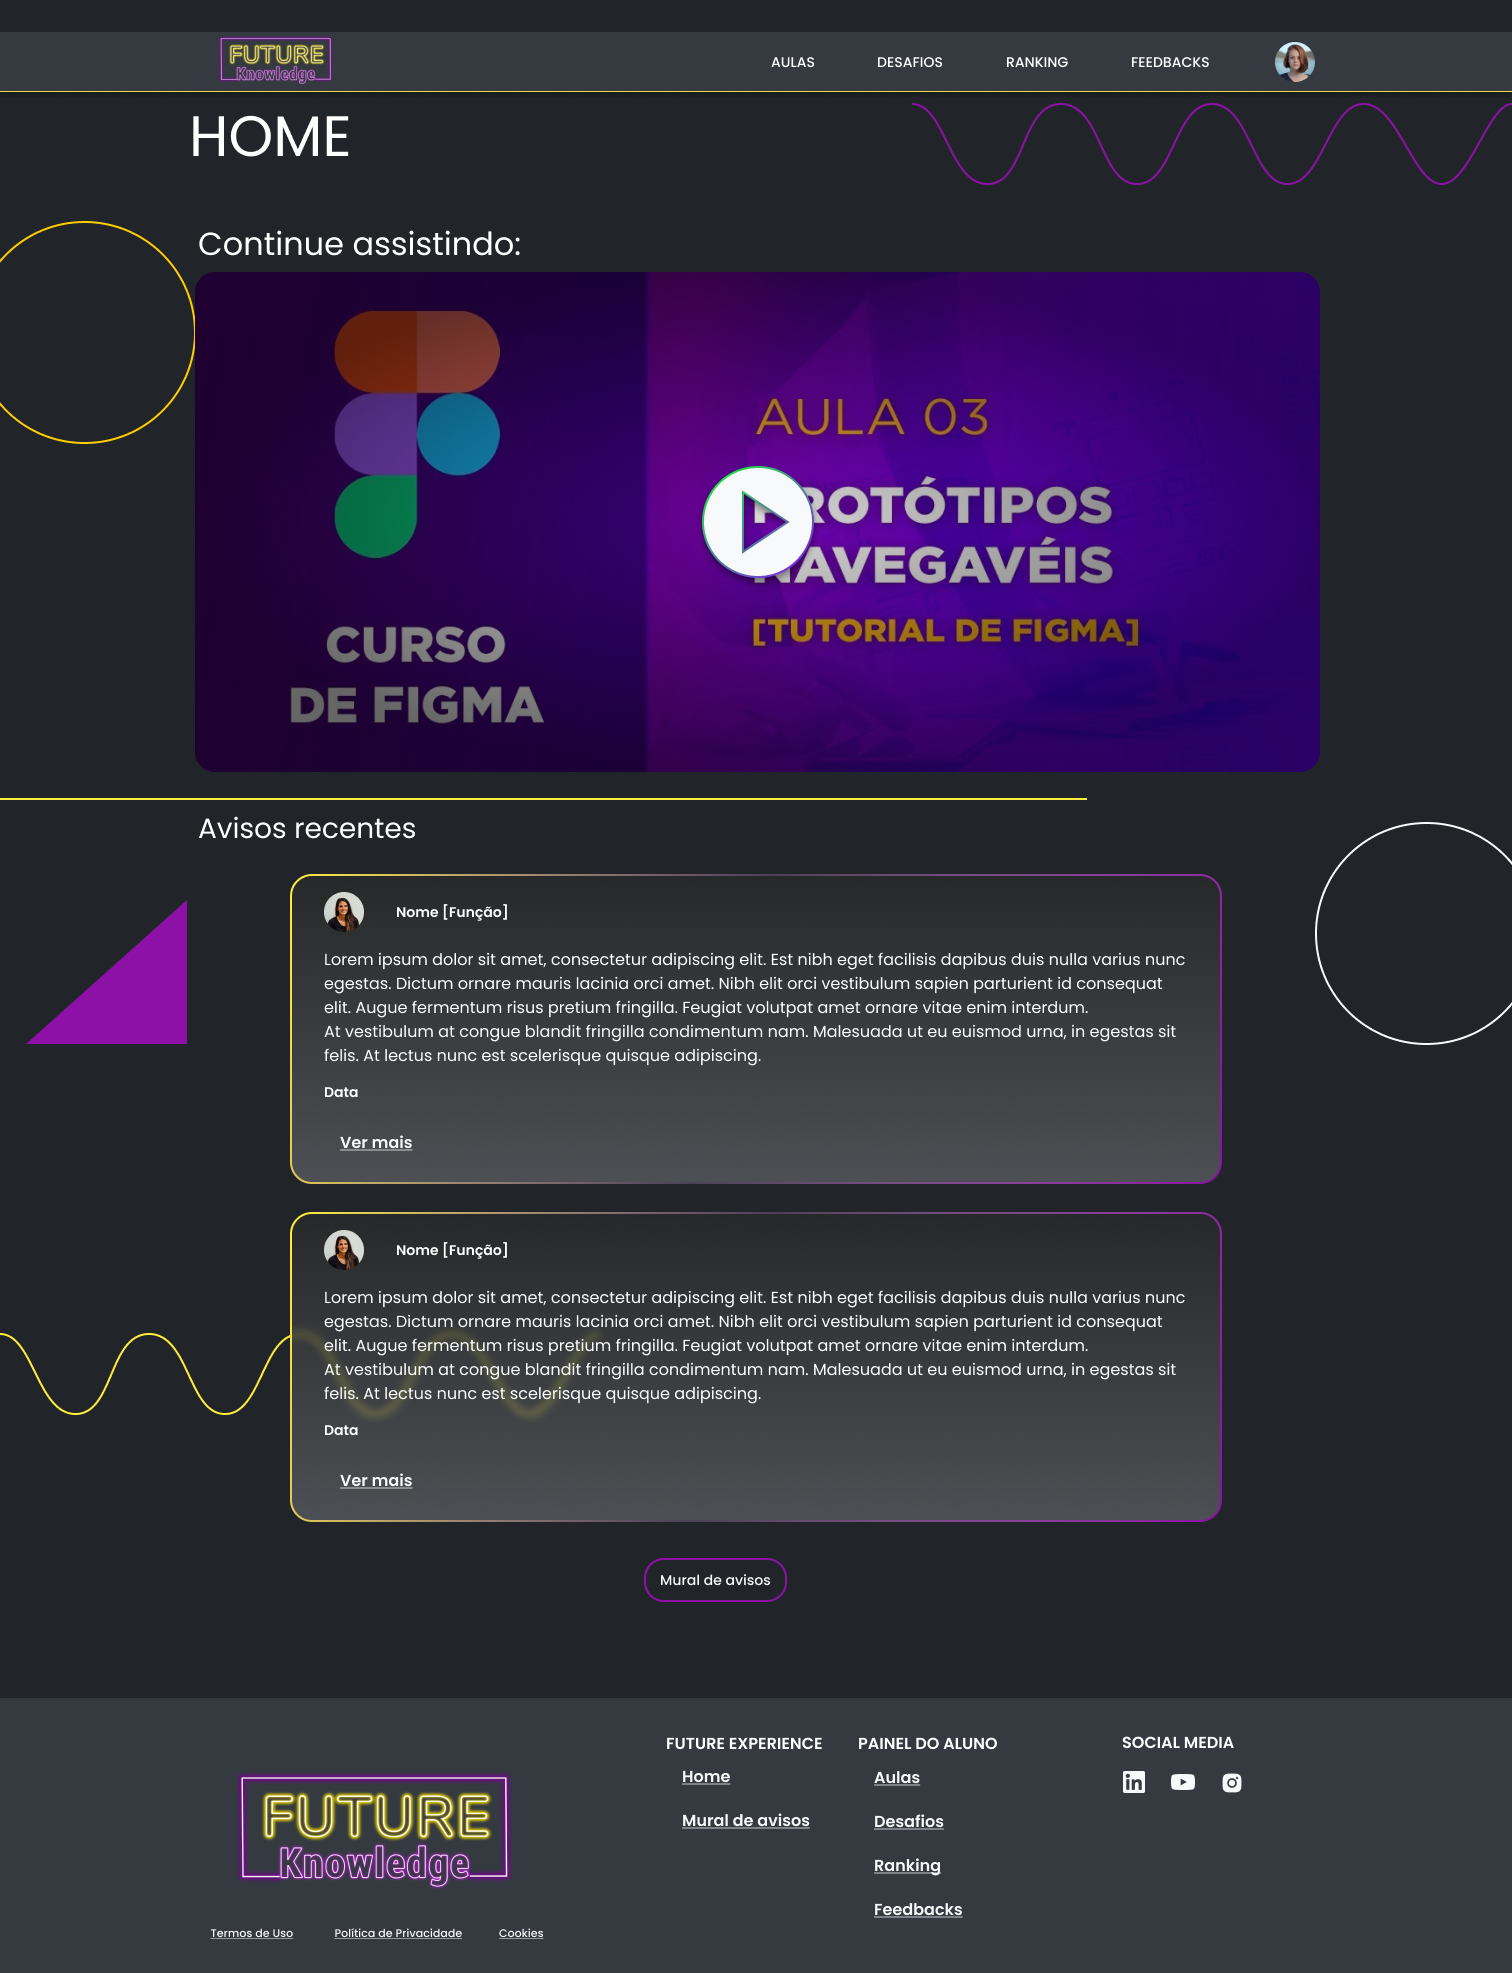 FUTURE
Knowledge
AULAS
DESAFIOS
RANKING
FEEDBACKS
HOME
Continue assistindo:
CURSO
DE FIGMA
AULA 03
PROTÓTIPOS
NAVEGAVÉIS
[TUTORIAL DE FIGMA]
Avisos recentes
Nome [Função]
Lorem ipsum dolor sit amet, consectetur adipiscing elit. Est nibh eget facilisis dapibus duis nulla varius nunc
egestas. Dictum ornare mauris lacinia orci amet. Nibh elit orci vestibulum sapien parturient id consequat
elit. Augue fermentum risus pretium fringilla. Feugiat volutpat amet ornare vitae enim interdum.
At vestibulum at congue blandit fringilla condimentum nam. Malesuada ut eu euismod urna, in egestas sit
felis. At lectus nunc est scelerisque quisque adipiscing.
Data
Ver mais
Nome [Função]
Lorem ipsum dolor sit amet, consectetur adipiscing elit. Est nibh eget facilisis dapibus duis nulla varius nunc
egestas. Dictum ornare mauris lacinia orci amet. Nibh elit orci vestibulum sapien parturient id consequat
elit. Augue fermentum risus pretium fringilla. Feugiat volutpat amet ornare vitae enim interdum.
At vestibulum at congue blandit fringilla condimentum nam. Malesuada ut eu euismod urna, in egestas sit
felis. At lectus nunc est scelerisque quisque adipiscing.
Data
Ver mais
Mural de avisos
FUTURE
Knowledge
Termos de Uso
Política de Privacidade
Cookies
FUTURE EXPERIENCE
Home
Mural de avisos
PAINEL DO ALUNO
Aulas
Desafios
Ranking
Feedbacks
SOCIAL MEDIA